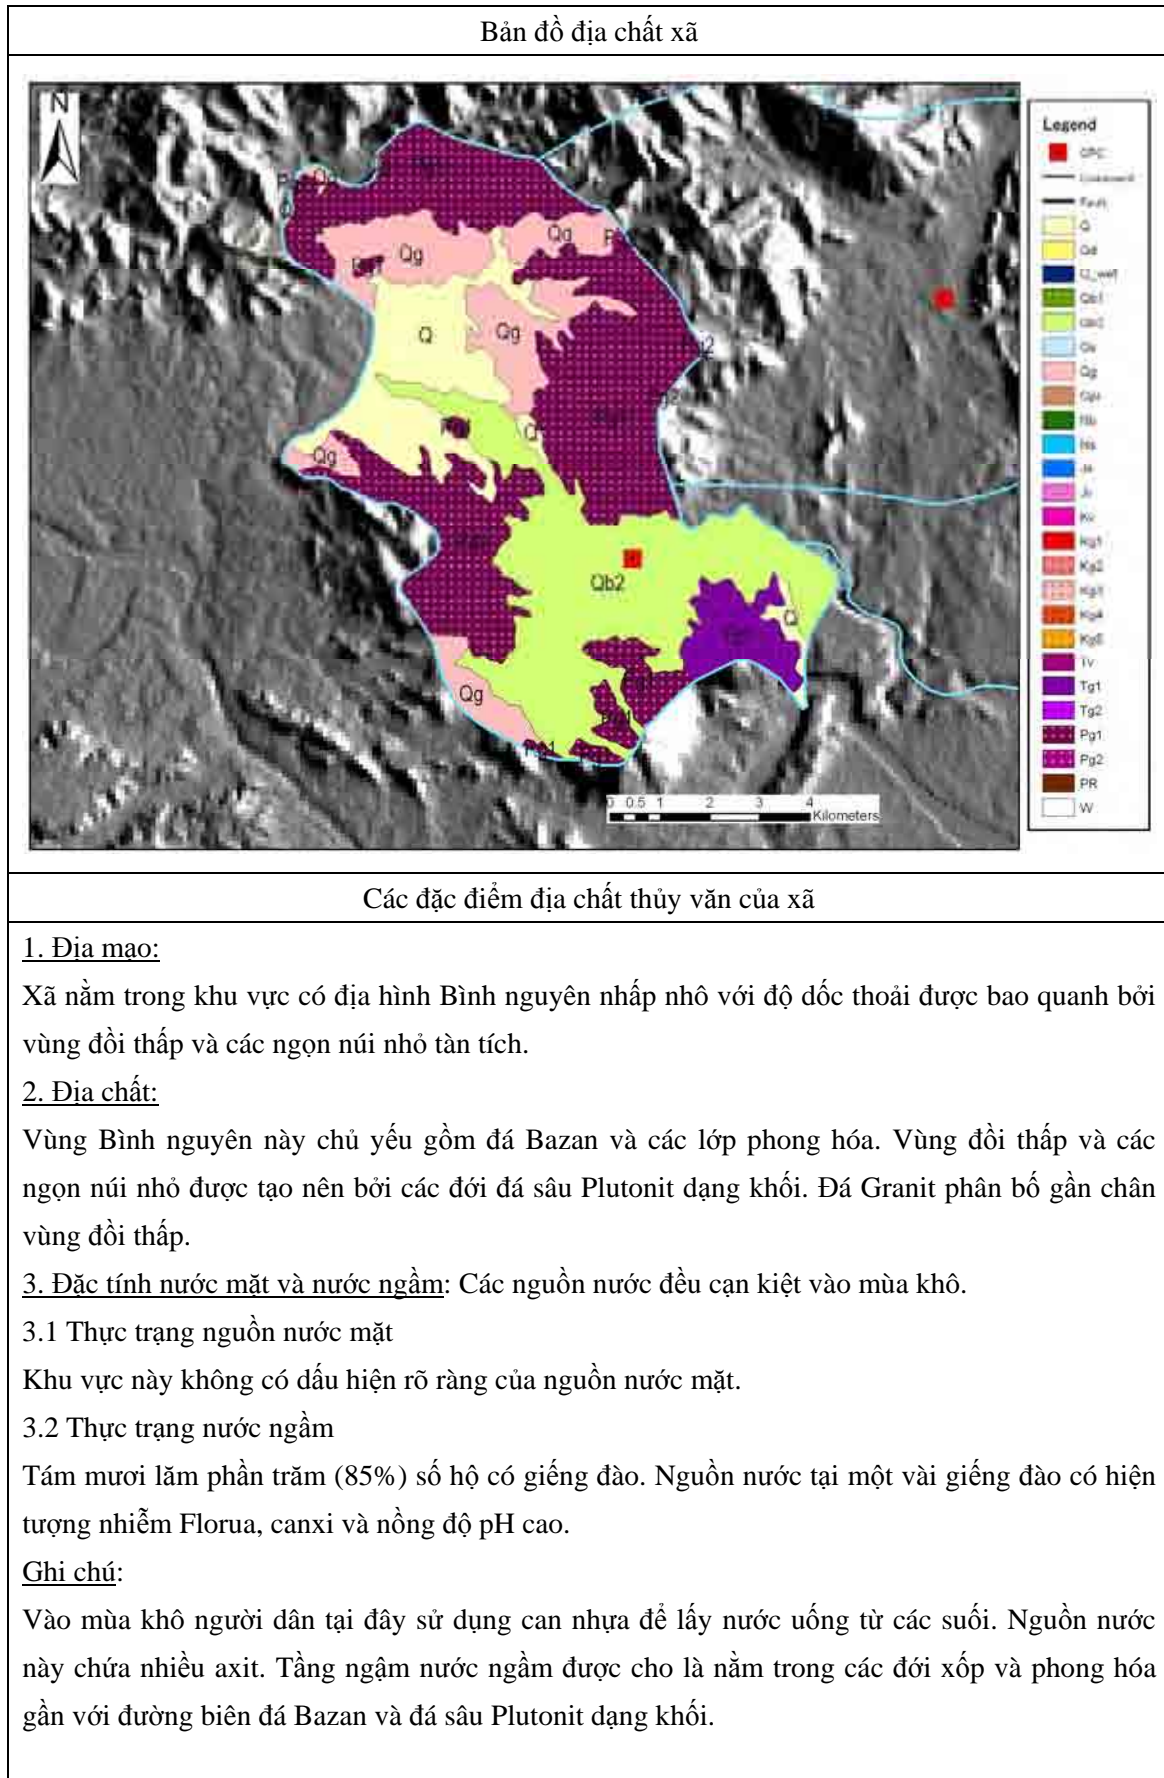 Bản đồ địa chất xã
N
Legend
CPC
Fault
Q
Qd
Q_wet
Qb1
Qb2
Qs
Qg
Nb
Ns
Js
Kv
Kg1
Kg2
Kg3
Kg4
Kg5
Tv
Tg1
Tg2
Pg1
Pg2
PR
W
Qg
Qg
Qg
Q
Q
Qg
Qb2
Q
Qg
0 0.5 1 2 3 4
Kilometers
Các đặc điểm địa chất thủy văn của xã
1. Địa mạo:
Xã nằm trong khu vực có địa hình Bình nguyên nhấp nhô với độ dốc thoải được bao quanh bởi
vùng đồi thấp và các ngọn núi nhỏ tàn tích.
2. Địa chất:
Vùng Bình nguyên này chủ yếu gồm đá Bazan và các lớp phong hóa. Vùng đồi thấp và các
ngọn núi nhỏ được tạo nên bởi các đới đá sâu Plutonit dạng khối. Đá Granit phân bố gần chân
vùng đồi thấp.
3. Đặc tính nước mặt và nước ngầm: Các nguồn nước đều cạn kiệt vào mùa khô.
3.1 Thực trạng nguồn nước mặt
Khu vực này không có dấu hiện rõ ràng của nguồn nước mặt.
3.2 Thực trạng nước ngầm
Tám mươi lăm phần trăm (85%) số hộ có giếng đào. Nguồn nước tại một vài giếng đào có hiện
tượng nhiễm Florua, canxi và nồng độ pH cao.
Ghi chú:
Vào mùa khô người dân tại đây sử dụng can nhựa để lấy nước uống từ các suối. Nguồn nước
này chứa nhiều axit. Tầng ngậm nước ngầm được cho là nằm trong các đới xốp và phong hóa
gần với đường biên đá Bazan và đá sâu Plutonit dạng khối.